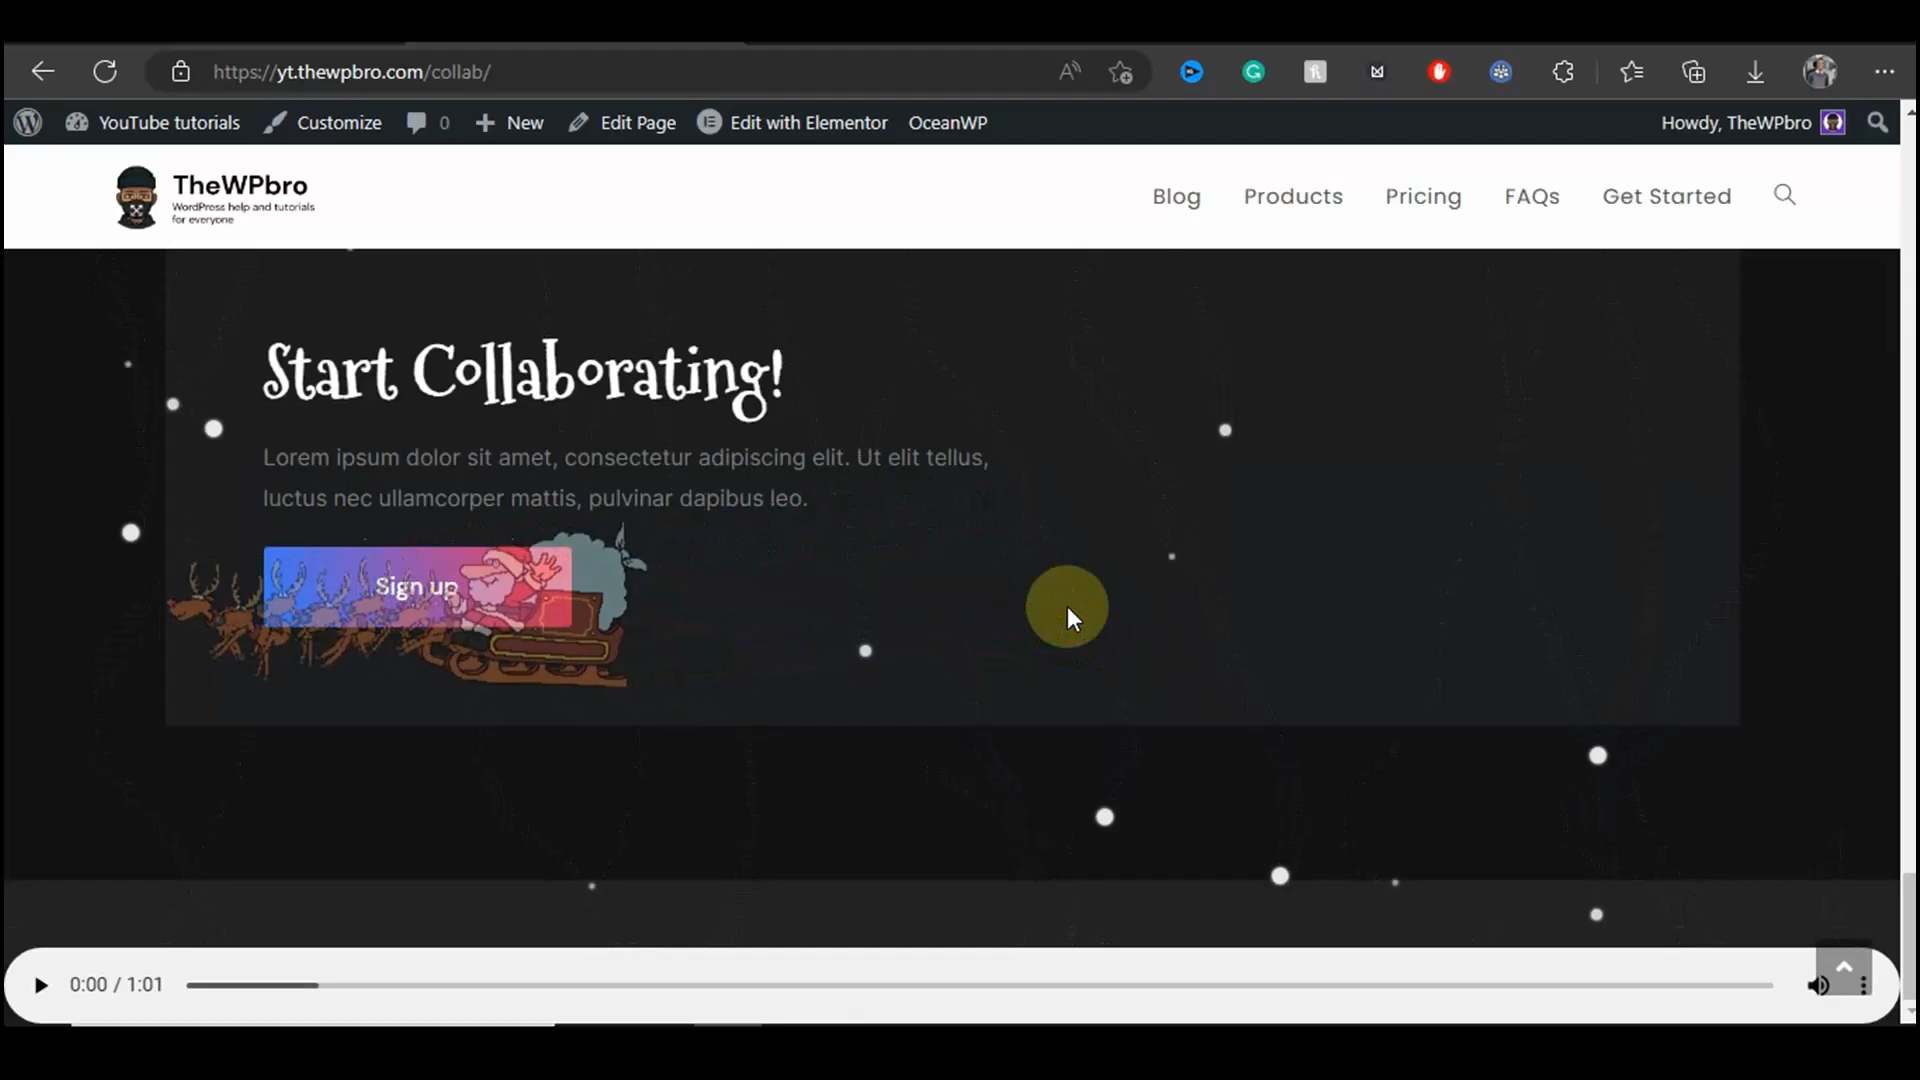 https://yt.thewpbro.com/collab/
YouTube tutorials
Customize
0
New
Edit Page
Edit with Elementor
OceanWP
Howdy, TheWPbro
TheWPbro
WordPress help and tutorials
for everyone
Blog
Products
Pricing
FAQs
Get Started
Start Collaborating!
Lorem ipsum dolor sit amet, consectetur adipiscing elit. Ut elit tellus,
luctus nec ullamcorper mattis, pulvinar dapibus leo.
Sign up
0:00 / 1:01